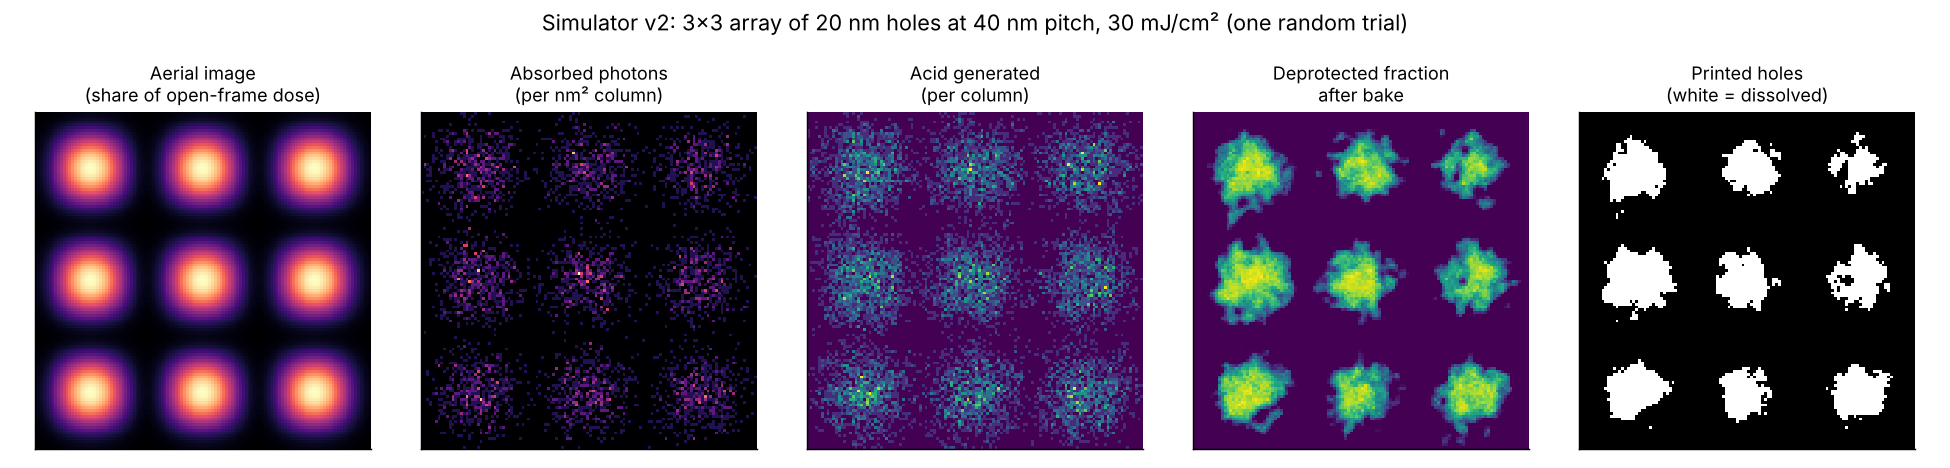 Simulator v2: 3×3 array of 20 nm holes at 40 nm pitch, 30 mJ/cm² (one random trial)
Aerial image
(share of open-frame dose)
Absorbed photons
(per nm² column)
Acid generated
(per column)
Deprotected fraction
after bake
Printed holes
(white = dissolved)